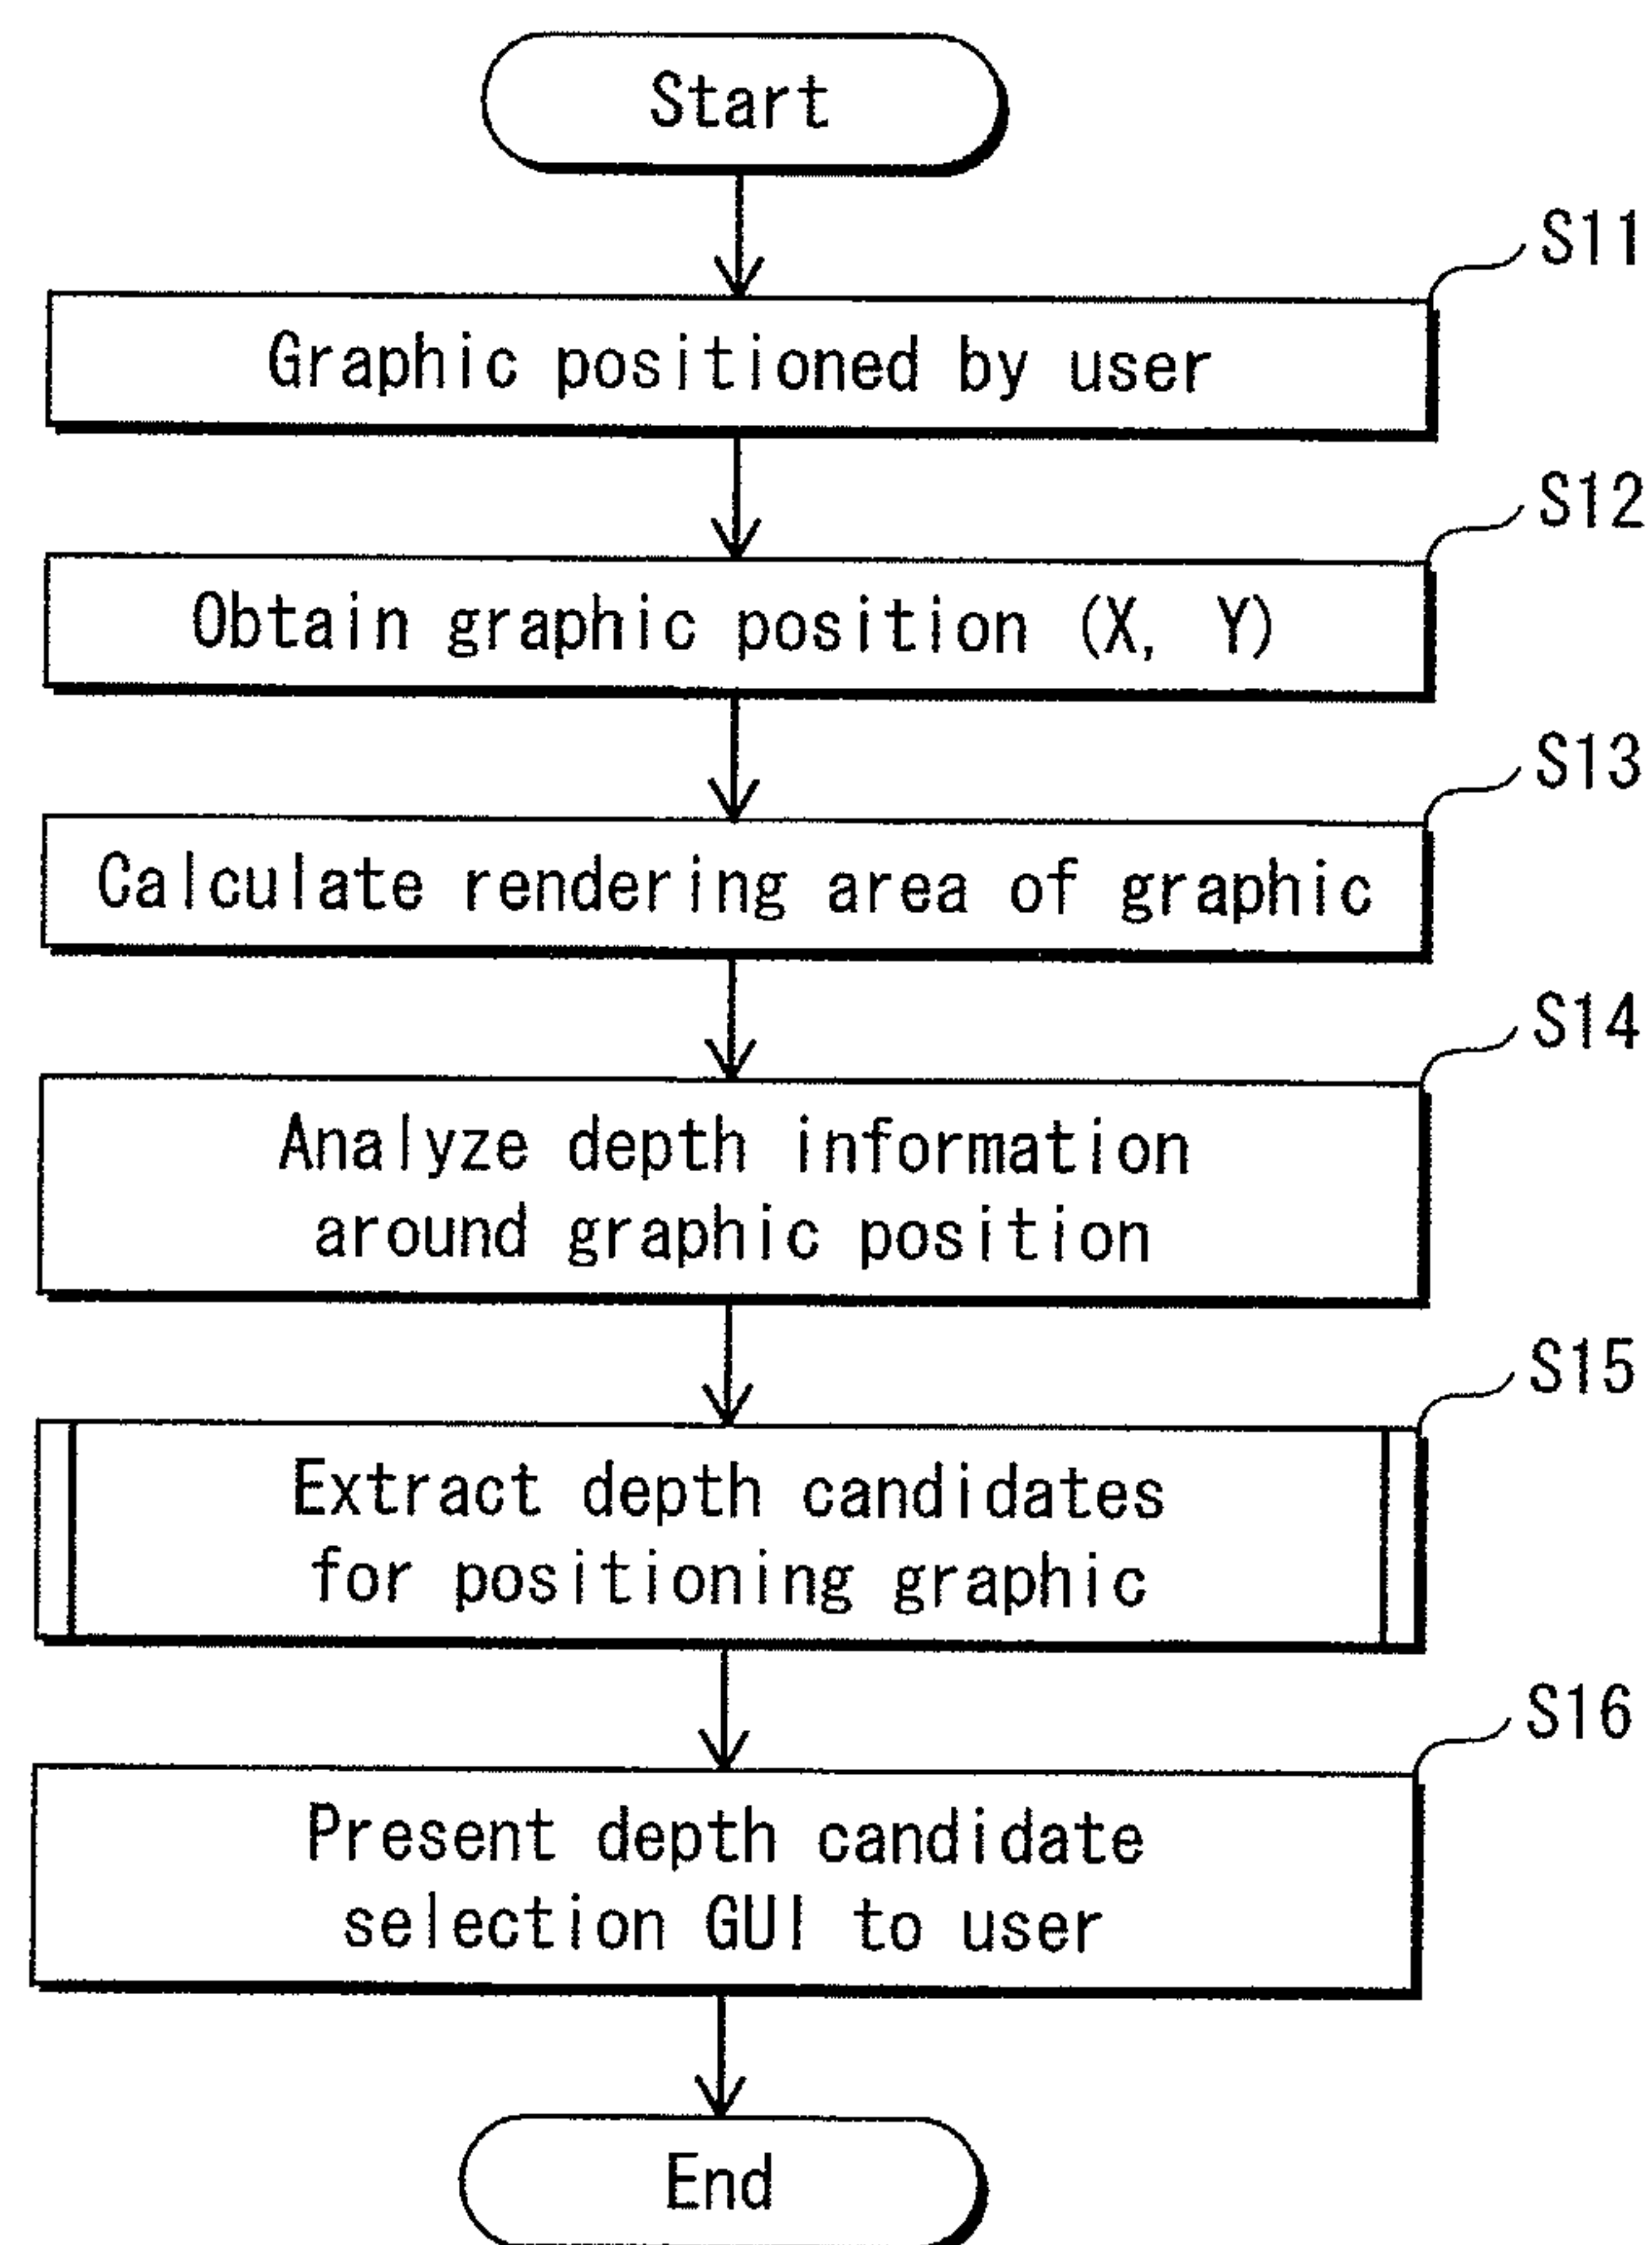 Start
S11
Graphic positioned by user
S12
Obtain graphic position (X, Y)
S13
Calculate rendering area of graphic
S14
Analyze depth information
around graphic position
S15
Extract depth candidates
for positioning graphic
S16
Present depth candidate
selection GUI to user
End